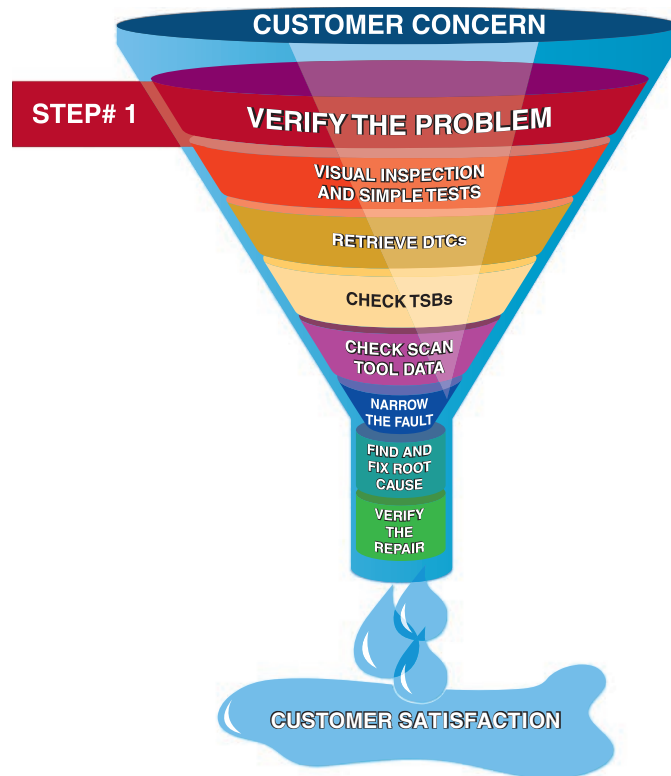 CUSTOMER CONCERN
STEP# 1
VERIFY THE PROBLEM
VISUAL INSPECTION
AND SIMPLE TESTS
RETRIEVE DTCs
CHECK TSBs
CHECK SCAN
TOOL DATA
NARROW
THE FAULT
FIND AND
FIX ROOT
CAUSE
VERIFY
THE
REPAIR
CUSTOMER SATISFACTION